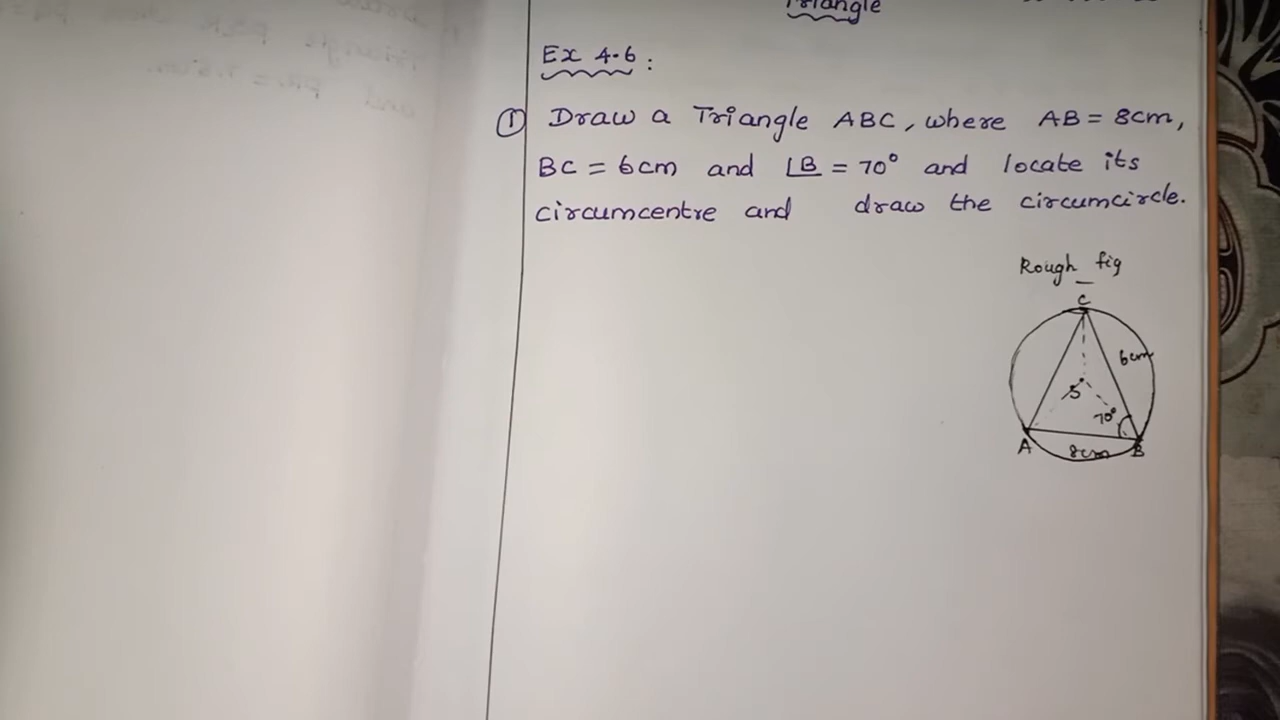 Triangle
Ex 4.6 :
① Draw a Triangle ABC, where AB = 8cm,
BC = 6cm and ∠B = 70° and locate its
circumcentre and draw the circumcircle.
Rough fig
C
6cm
S
70°
A 8cm B